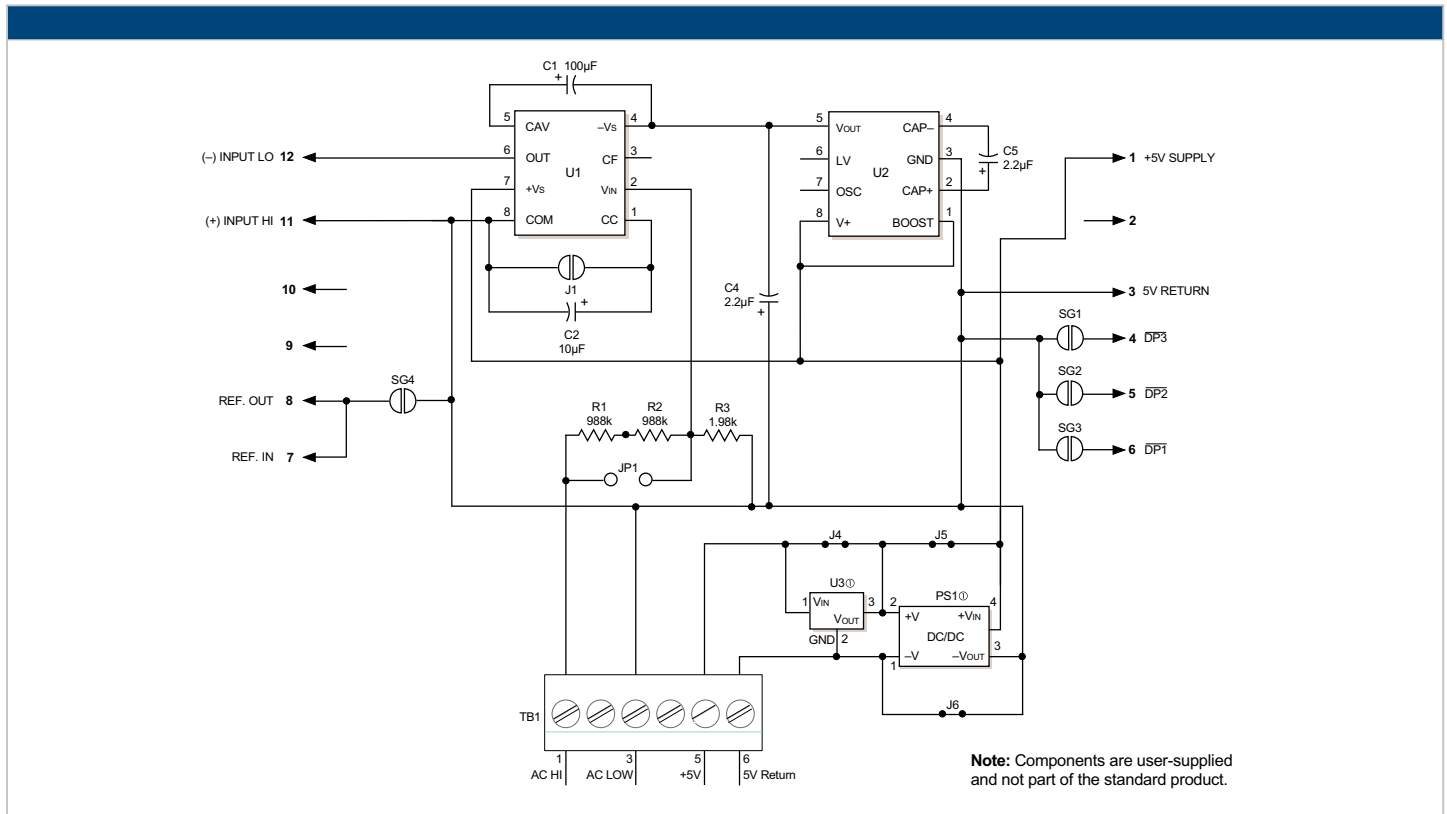 C1 100µF
+
5 CAV
–Vs 4
6 OUT
CF 3
U1
7 +Vs
VIN 2
8 COM
CC 1
5 VOUT
CAP– 4
6 LV
GND 3
U2
7 OSC
CAP+ 2
8 V+
BOOST 1
C5
2.2µF
+
(–) INPUT LO 12
(+) INPUT HI 11
10
9
REF. OUT 8
REF. IN 7
SG4
J1
+
C2
10µF
C4
2.2µF
+
1 +5V SUPPLY
2
3 5V RETURN
SG1
4 DP3
SG2
5 DP2
SG3
6 DP1
R1
988k
R2
988k
R3
1.98k
JP1
J4
J5
U3①
1 VIN
VOUT 3
GND 2
PS1①
2 +V
+VIN 4
DC/DC
1 –V
–VOUT 3
J6
TB1
1
AC HI
3
AC LOW
5
+5V
6
5V Return
Note: Components are user-supplied
and not part of the standard product.